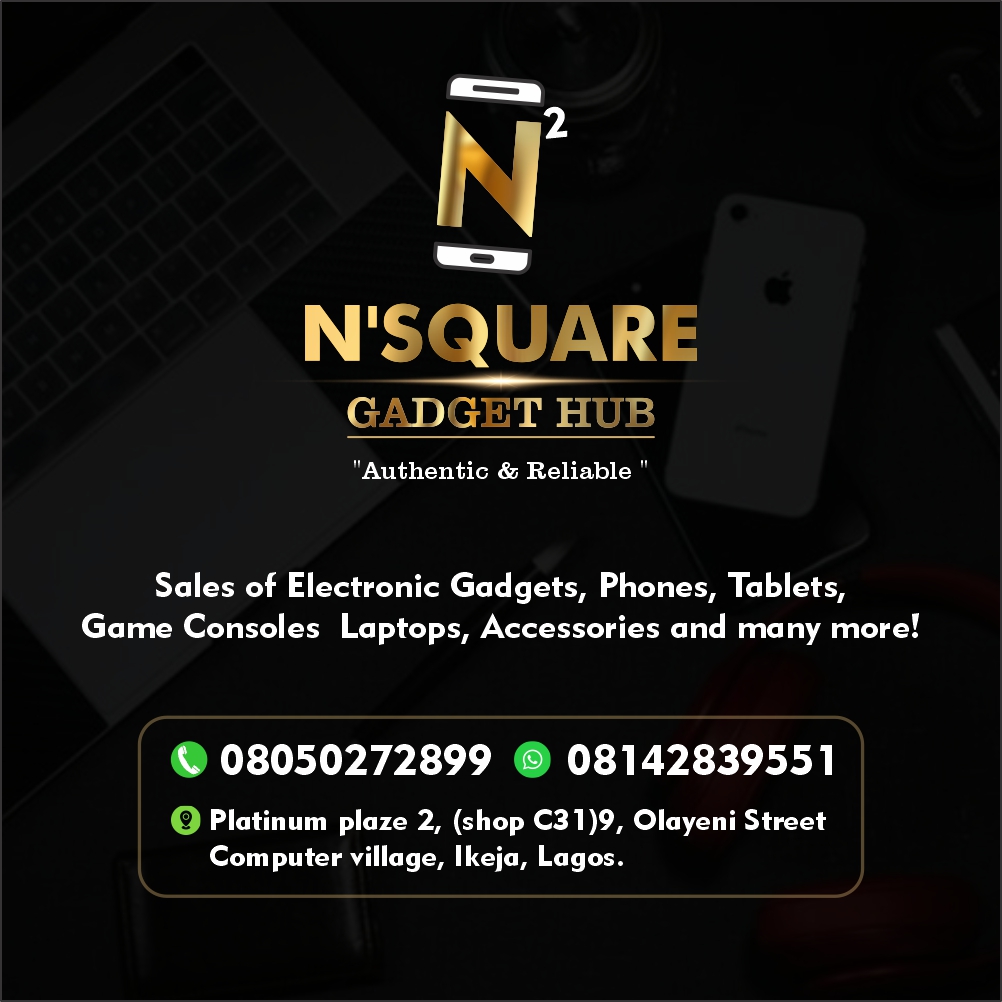 N²
N'SQUARE
GADGET HUB
"Authentic & Reliable "
Sales of Electronic Gadgets, Phones, Tablets,
Game Consoles  Laptops, Accessories and many more!
08050272899 08142839551
Platinum plaze 2, (shop C31)9, Olayeni Street
Computer village, Ikeja, Lagos.